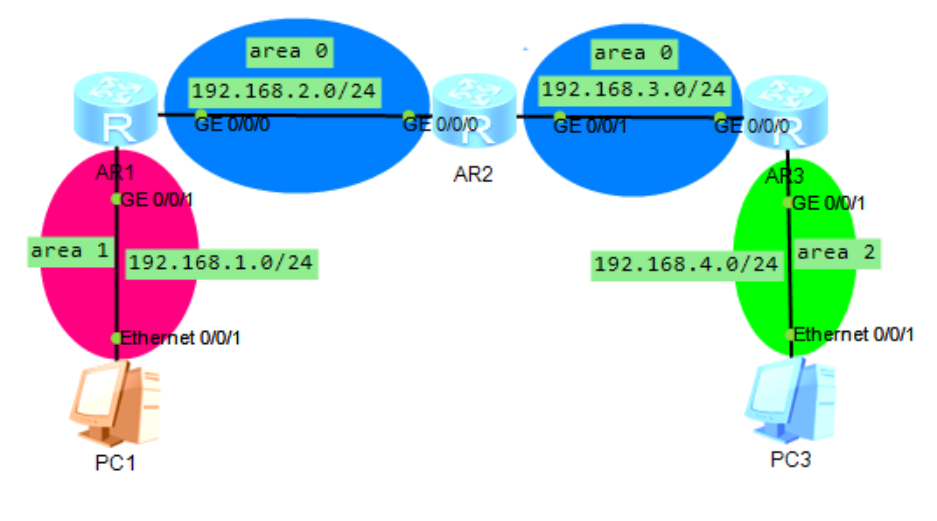 area 0
area 0
192.168.2.0/24
192.168.3.0/24
R
GE 0/0/0
GE 0/0/0
R
GE 0/0/1
GE 0/0/0
R
AR1
AR2
AR3
GE 0/0/1
GE 0/0/1
area 1
192.168.1.0/24
192.168.4.0/24
area 2
Ethernet 0/0/1
Ethernet 0/0/1
PC1
PC3